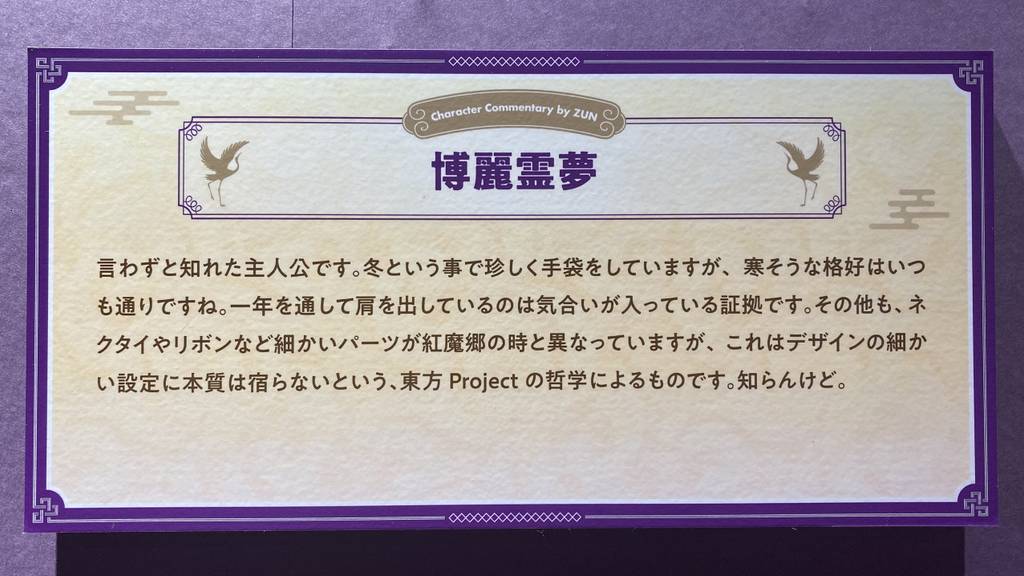 Character Commentary by ZUN
博麗霊夢
言わずと知れた主人公です。冬という事で珍しく手袋をしていますが、寒そうな格好はいつ
も通りですね。一年を通して肩を出しているのは気合いが入っている証拠です。その他も、ネ
クタイやリボンなど細かいパーツが紅魔郷の時と異なっていますが、これはデザインの細か
い設定に本質は宿らないという、東方 Project の哲学によるものです。知らんけど。